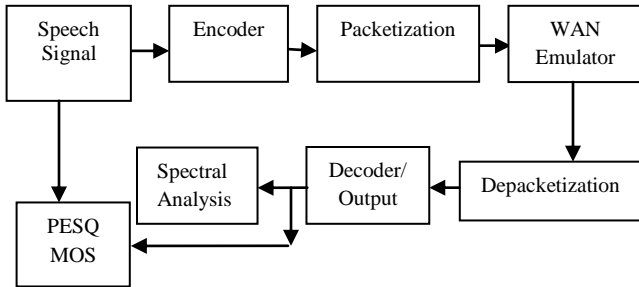 Speech
Signal
Encoder
Packetization
WAN
Emulator
Spectral
Analysis
Decoder/
Output
Depacketization
PESQ
MOS